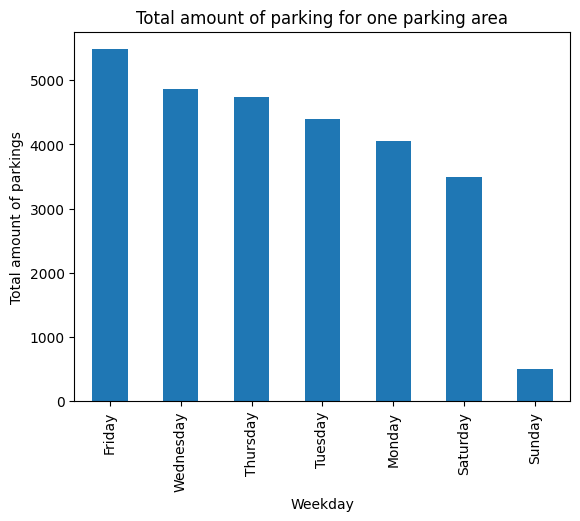 Total amount of parking for one parking area
Total amount of parkings
5000
4000
3000
2000
1000
0
Friday
Wednesday
Thursday
Tuesday
Monday
Saturday
Sunday
Weekday